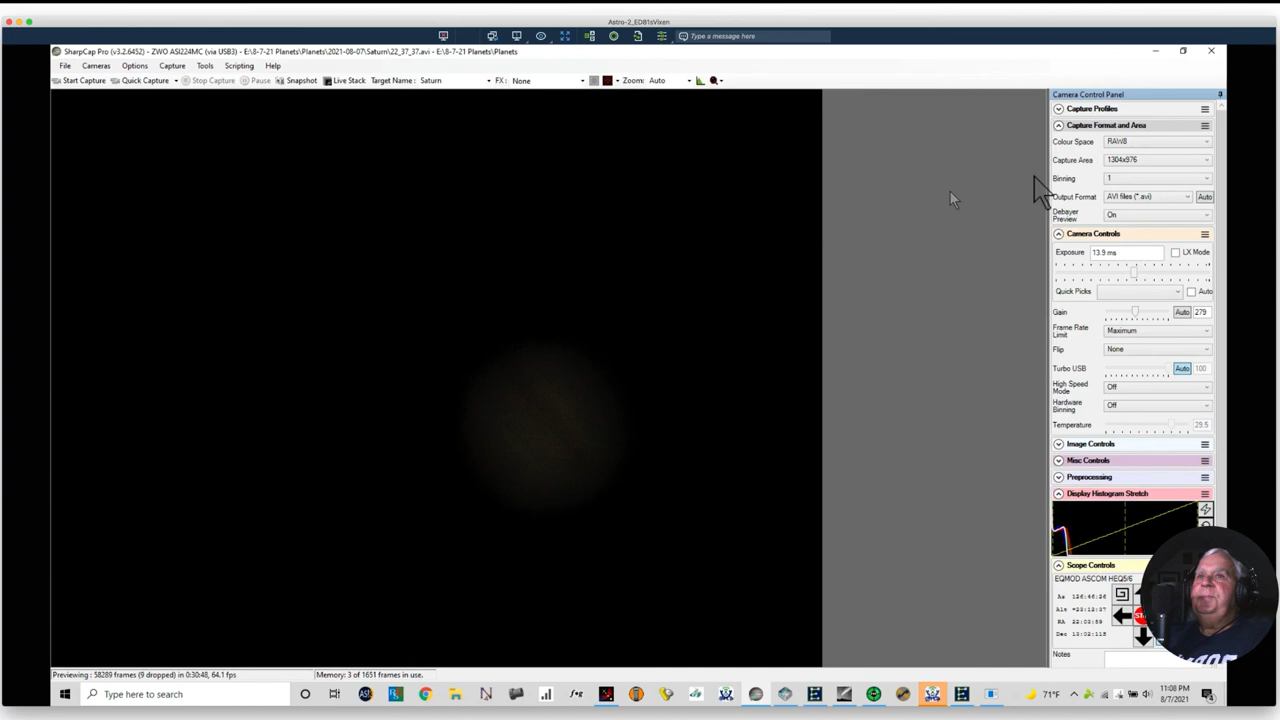 Astro-2_ED81sVixen
Type a message here
SharpCap Pro (v3.2.6452) - ZWO ASI224MC (via USB3) - E:\8-7-21 Planets\Planets\2021-08-07\Saturn\22_37_37.avi - E:\8-7-21 Planets\Planets
File Cameras Options Capture Tools Scripting Help
Start Capture Quick Capture Stop Capture Pause Snapshot Live Stack Target Name : Saturn FX: None Zoom: Auto
Camera Control Panel
Capture Profiles
Capture Format and Area
Colour Space RAW8
Capture Area 1304x976
Binning 1
Output Format AVI files (*.avi) Auto
Debayer Preview On
Camera Controls
Exposure 13.9 ms LX Mode
Quick Picks Auto
Gain Auto 279
Frame Rate Limit Maximum
Flip None
Turbo USB Auto 100
High Speed Mode Off
Hardware Binning Off
Temperature 29.5
Image Controls
Misc Controls
Preprocessing
Display Histogram Stretch
Scope Controls
EQMOD ASCOM HEQ5/6
Notes
Previewing : 58289 frames (9 dropped) in 0:30:48, 64.1 fps Memory: 3 of 1651 frames in use.
Type here to search
71°F
11:08 PM
8/7/2021